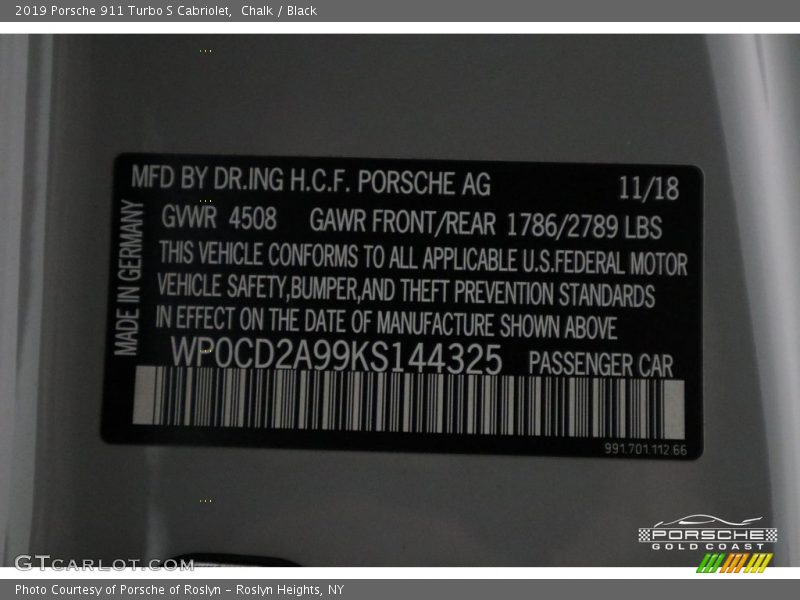 2019 Porsche 911 Turbo S Cabriolet, Chalk / Black
MFD BY DR.ING H.C.F. PORSCHE AG 11/18
GVWR 4508 GAWR FRONT/REAR 1786/2789 LBS
THIS VEHICLE CONFORMS TO ALL APPLICABLE U.S.FEDERAL MOTOR
VEHICLE SAFETY,BUMPER,AND THEFT PREVENTION STANDARDS
IN EFFECT ON THE DATE OF MANUFACTURE SHOWN ABOVE
WP0CD2A99KS144325 PASSENGER CAR
MADE IN GERMANY
991.701.112.66
PORSCHE
GOLD COAST
GTcarlot.com
Photo Courtesy of Porsche of Roslyn – Roslyn Heights, NY